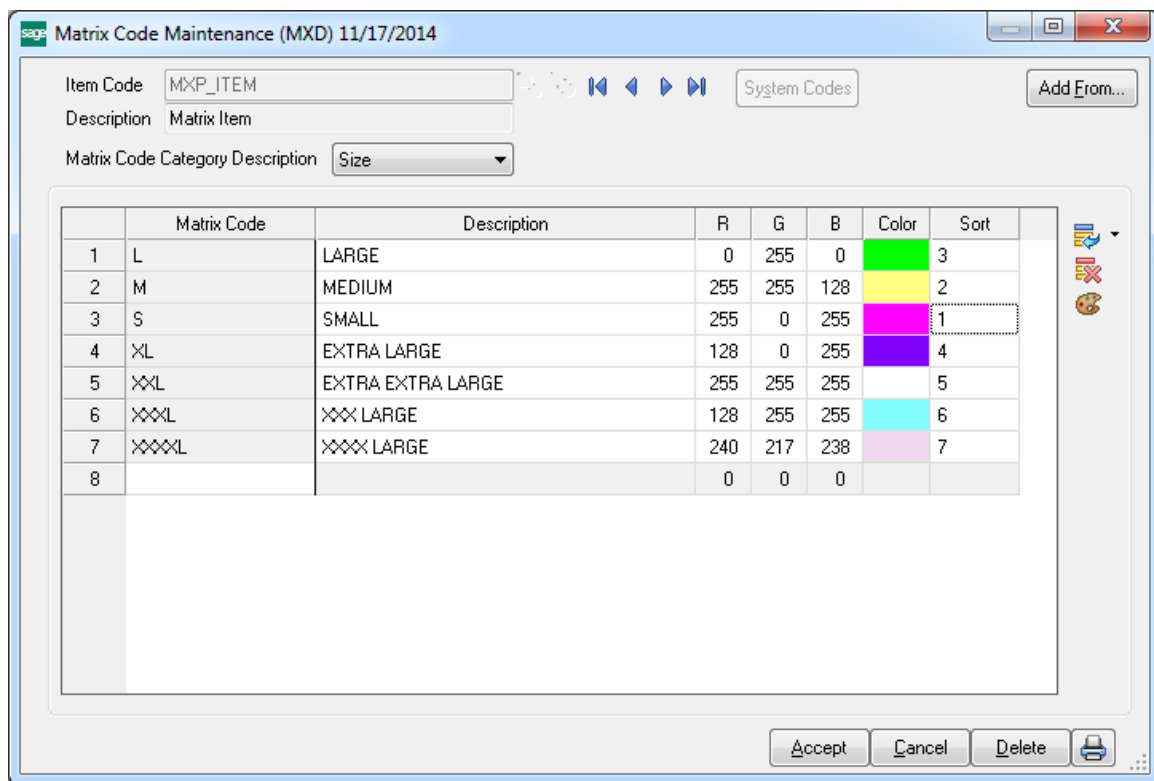 sage Matrix Code Maintenance (MXD) 11/17/2014
Item Code MXP_ITEM System Codes Add From...
Description Matrix Item
Matrix Code Category Description Size
Matrix Code Description R G B Color Sort
1 L LARGE 0 255 0 3
2 M MEDIUM 255 255 128 2
3 S SMALL 255 0 255 1
4 XL EXTRA LARGE 128 0 255 4
5 XXL EXTRA EXTRA LARGE 255 255 255 5
6 XXXL XXX LARGE 128 255 255 6
7 XXXXL XXXX LARGE 240 217 238 7
8 0 0 0
Accept Cancel Delete